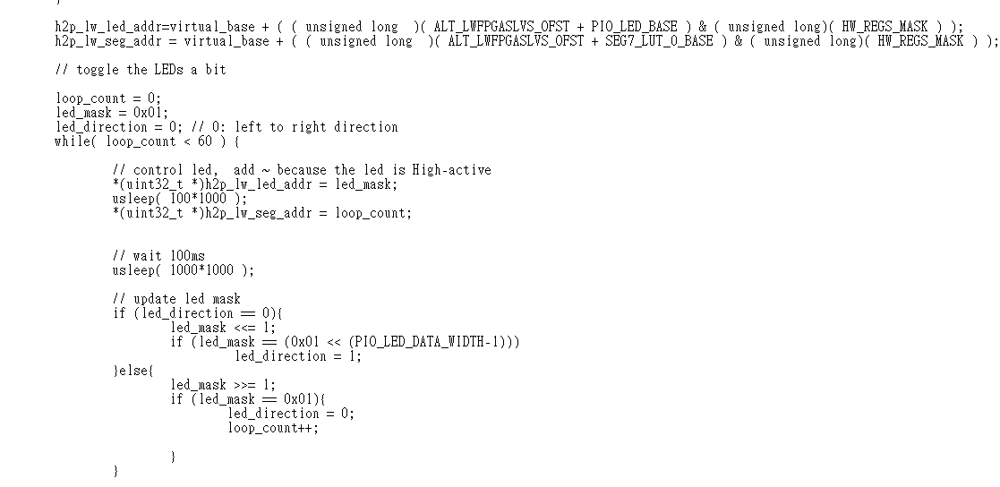 }
h2p_lw_led_addr=virtual_base + ( ( unsigned long  )( ALT_LWFPGASLVS_OFST + PIO_LED_BASE ) & ( unsigned long)( HW_REGS_MASK ) );
h2p_lw_seg_addr = virtual_base + ( ( unsigned long  )( ALT_LWFPGASLVS_OFST + SEG7_LUT_0_BASE ) & ( unsigned long)( HW_REGS_MASK ) );
// toggle the LEDs a bit
loop_count = 0;
led_mask = 0x01;
led_direction = 0; // 0: left to right direction
while( loop_count < 60 ) {
// control led,  add ~ because the led is High-active
*(uint32_t *)h2p_lw_led_addr = led_mask;
usleep( 100*1000 );
*(uint32_t *)h2p_lw_seg_addr = loop_count;
// wait 100ms
usleep( 1000*1000 );
// update led mask
if (led_direction == 0){
led_mask <<= 1;
if (led_mask == (0x01 << (PIO_LED_DATA_WIDTH-1)))
led_direction = 1;
}else{
led_mask >>= 1;
if (led_mask == 0x01){
led_direction = 0;
loop_count++;
}
}